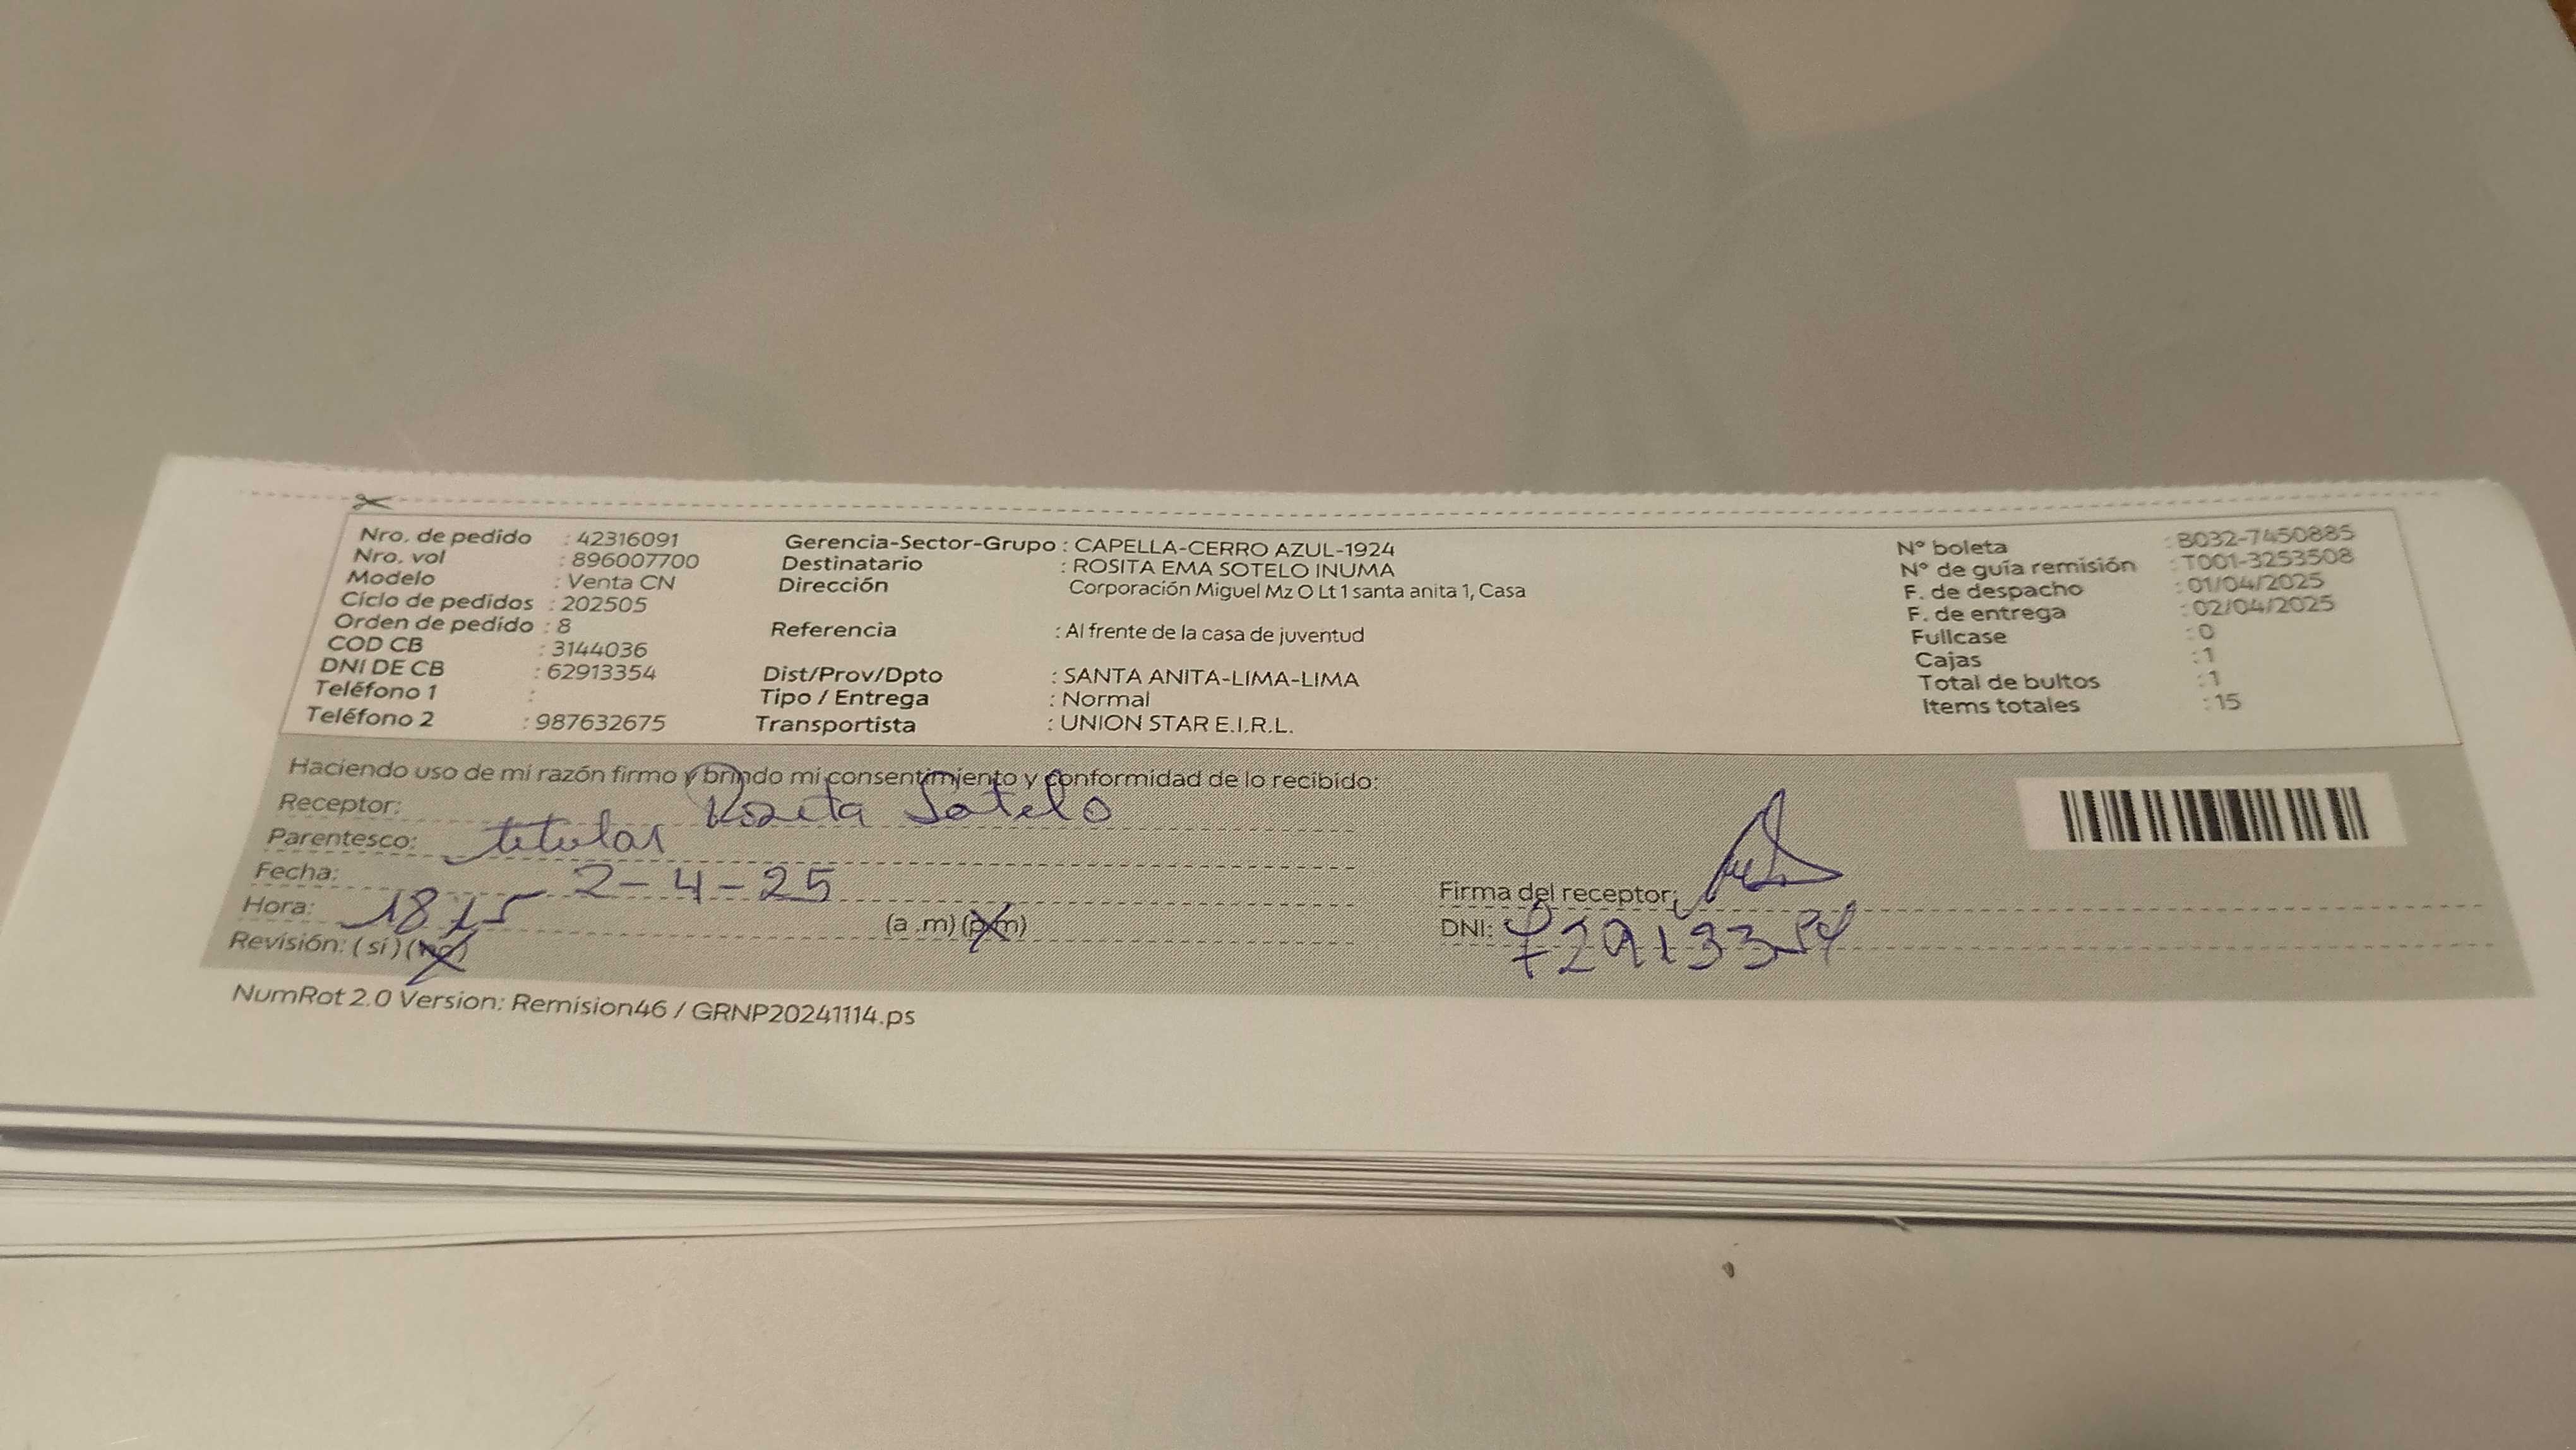 Nro. de pedido : 42316091
Nro. vol : 896007700
Modelo : Venta CN
Ciclo de pedidos : 202505
Orden de pedido : 8
COD CB : 3144036
DNI DE CB : 62913354
Teléfono 1 :
Teléfono 2 : 987632675
Gerencia-Sector-Grupo : CAPELLA-CERRO AZUL-1924
Destinatario : ROSITA EMA SOTELO INUMA
Dirección Corporación Miguel Mz O Lt 1 santa anita 1, Casa
Referencia : Al frente de la casa de juventud
Dist/Prov/Dpto : SANTA ANITA-LIMA-LIMA
Tipo / Entrega : Normal
Transportista : UNION STAR E.I.R.L.
N° boleta : B032-7450885
N° de guía remisión : T001-3253508
F. de despacho : 01/04/2025
F. de entrega : 02/04/2025
Fullcase : 0
Cajas : 1
Total de bultos : 1
Items totales : 15
Haciendo uso de mi razón firmo y brindo mi consentimiento y conformidad de lo recibido:
Receptor: Roseta Sotelo
Parentesco: titular
Fecha: 2-4-25
Hora: 18 15 (a .m) (p.m)
Revisión: ( sí ) (no)
Firma del receptor:
DNI: 72913354
NumRot 2.0 Version: Remision46 / GRNP20241114.ps